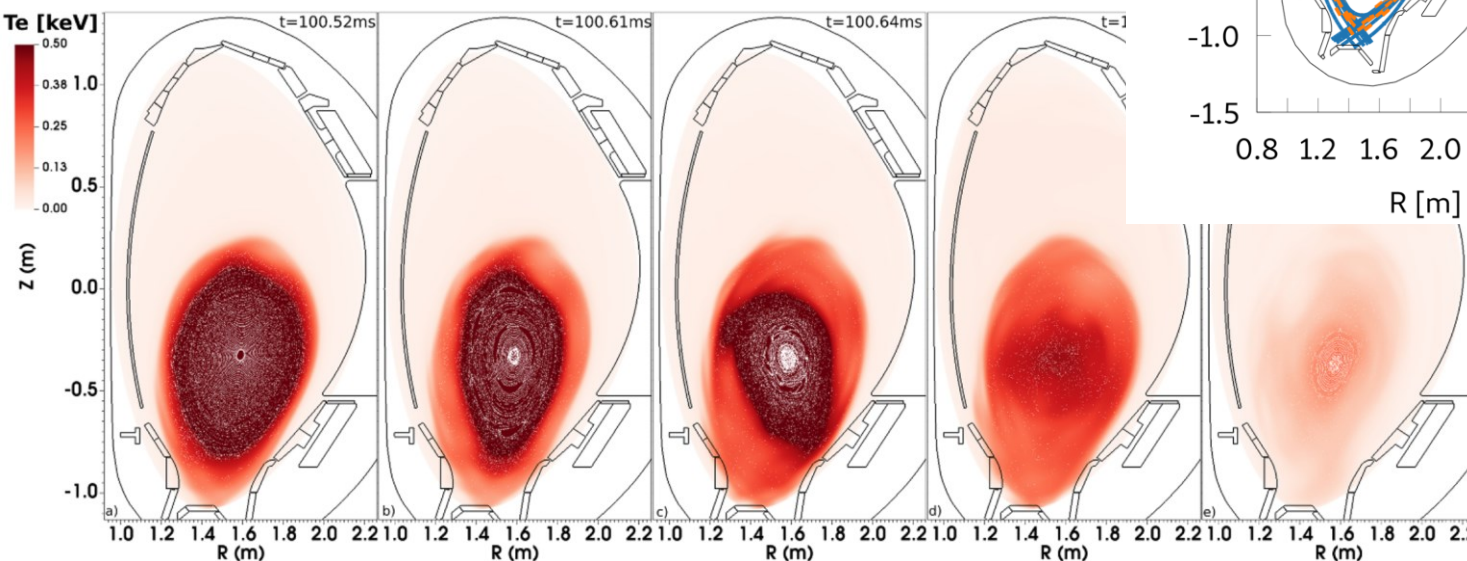 Te [keV]
0.50
0.38
0.25
0.13
0.00
t=100.52ms
t=100.61ms
t=100.64ms
t=1
Z (m)
1.0
0.5
0.0
-0.5
-1.0
a)
b)
c)
d)
e)
1.0 1.2 1.4 1.6 1.8 2.0 2.2
1.0 1.2 1.4 1.6 1.8 2.0 2.2
1.0 1.2 1.4 1.6 1.8 2.0 2.2
1.0 1.2 1.4 1.6 1.8 2.0 2.2
1.0 1.2 1.4 1.6 1.8 2.0
R (m)
R (m)
R (m)
R (m)
R (m)
-1.0
-1.5
0.8 1.2 1.6 2.0
R [m]